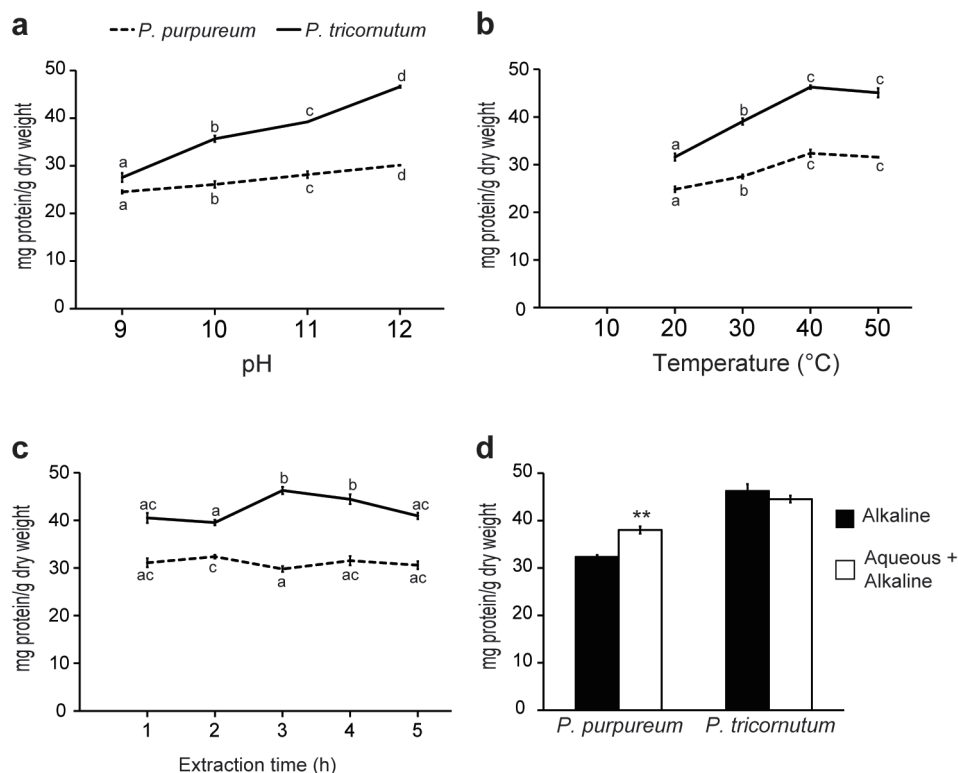 a
P. purpureum
P. tricornutum
mg protein/g dry weight
50
40
30
20
10
0
a
b
c
d
a
b
c
d
9 10 11 12
pH
b
mg protein/g dry weight
50
40
30
20
10
0
a
b
c
c
a
b
c
c
10 20 30 40 50
Temperature (°C)
c
mg protein/g dry weight
50
40
30
20
10
0
ac
a
b
b
ac
ac
c
a
ac
ac
1 2 3 4 5
Extraction time (h)
d
mg protein/g dry weight
50
40
30
20
10
0
**
P. purpureum P. tricornutum
Alkaline
Aqueous +
Alkaline